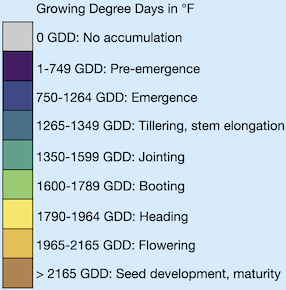 Growing Degree Days in °F
0 GDD: No accumulation
1-749 GDD: Pre-emergence
750-1264 GDD: Emergence
1265-1349 GDD: Tillering, stem elongation
1350-1599 GDD: Jointing
1600-1789 GDD: Booting
1790-1964 GDD: Heading
1965-2165 GDD: Flowering
> 2165 GDD: Seed development, maturity